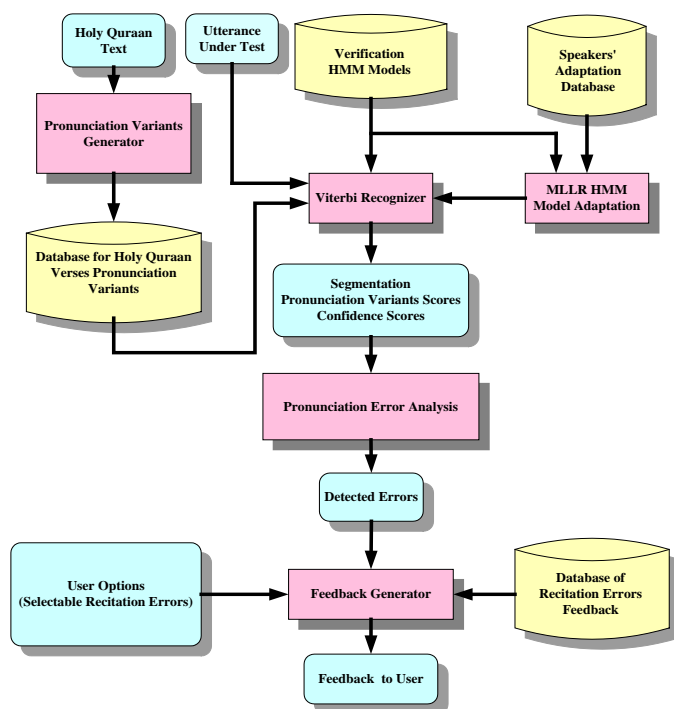 Holy Quraan
Text
Utterance
Under Test
Verification
HMM Models
Speakers'
Adaptation
Database
Pronunciation Variants
Generator
Viterbi Recognizer
MLLR HMM
Model Adaptation
Database for Holy Quraan
Verses Pronunciation
Variants
Segmentation
Pronunciation Variants Scores
Confidence Scores
Pronunciation Error Analysis
Detected Errors
User Options
(Selectable Recitation Errors)
Feedback Generator
Database of
Recitation Errors
Feedback
Feedback to User